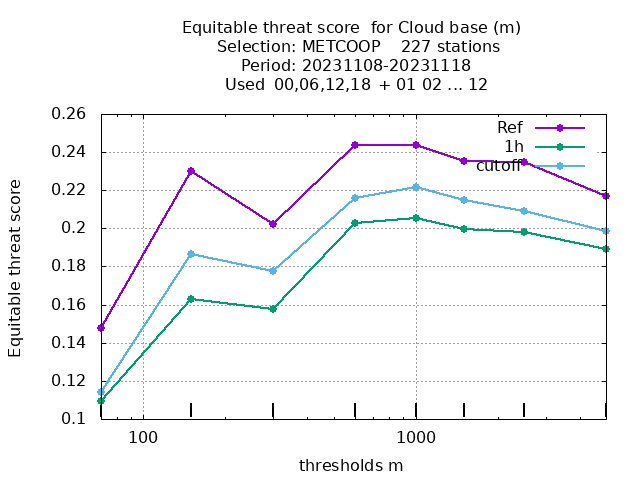 Equitable threat score  for Cloud base (m)
Selection: METCOOP    227 stations
Period: 20231108-20231118
Used  00,06,12,18 + 01 02 ... 12
Ref
1h
cutoff
0.26
0.24
0.22
0.2
0.18
0.16
0.14
0.12
0.1
Equitable threat score
100
1000
thresholds m